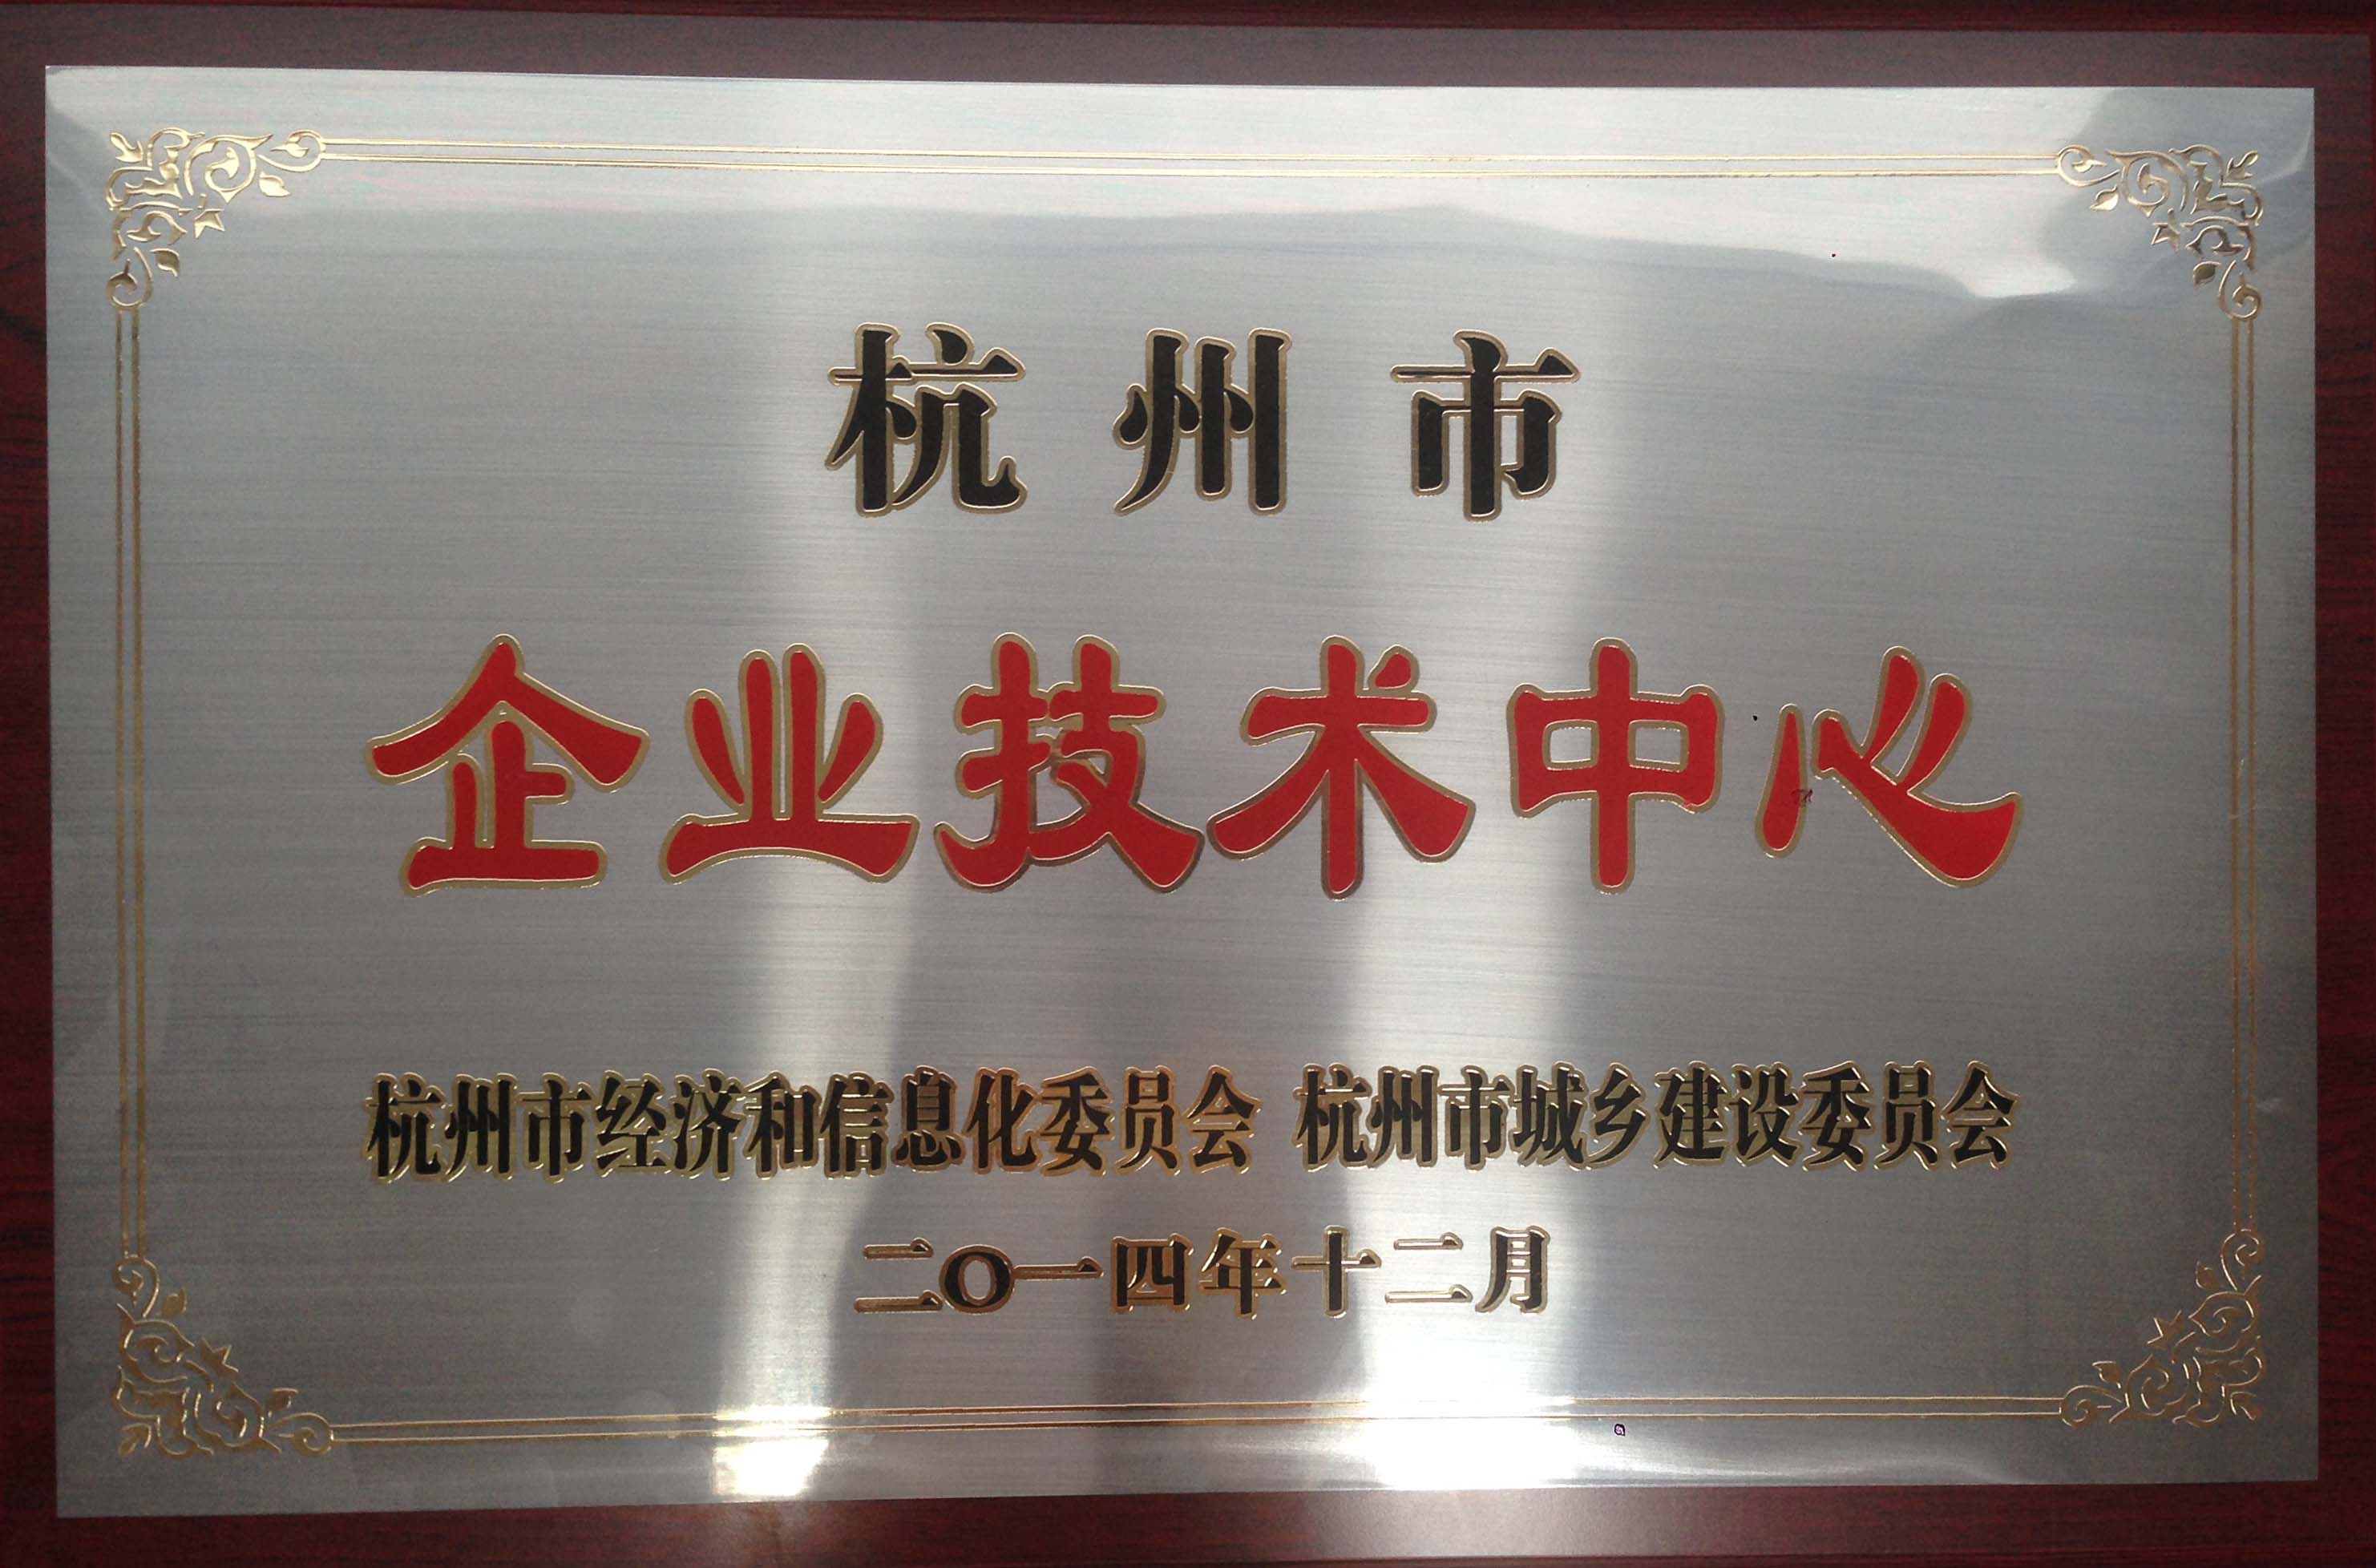 杭州市
企业技术中心
杭州市经济和信息化委员会 杭州市城乡建设委员会
二O一四年十二月